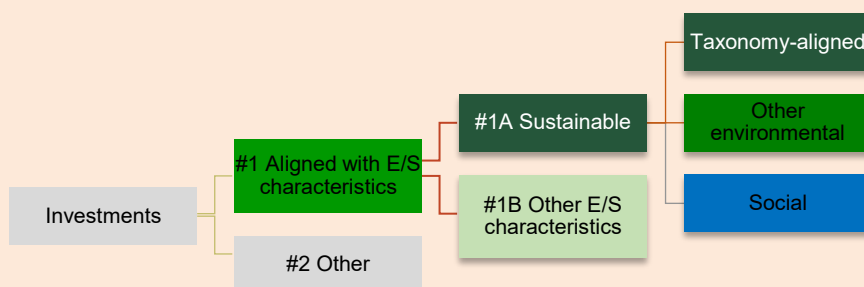 Investments
#1 Aligned with E/S
characteristics
#2 Other
#1A Sustainable
#1B Other E/S
characteristics
Taxonomy-aligned
Other
environmental
Social